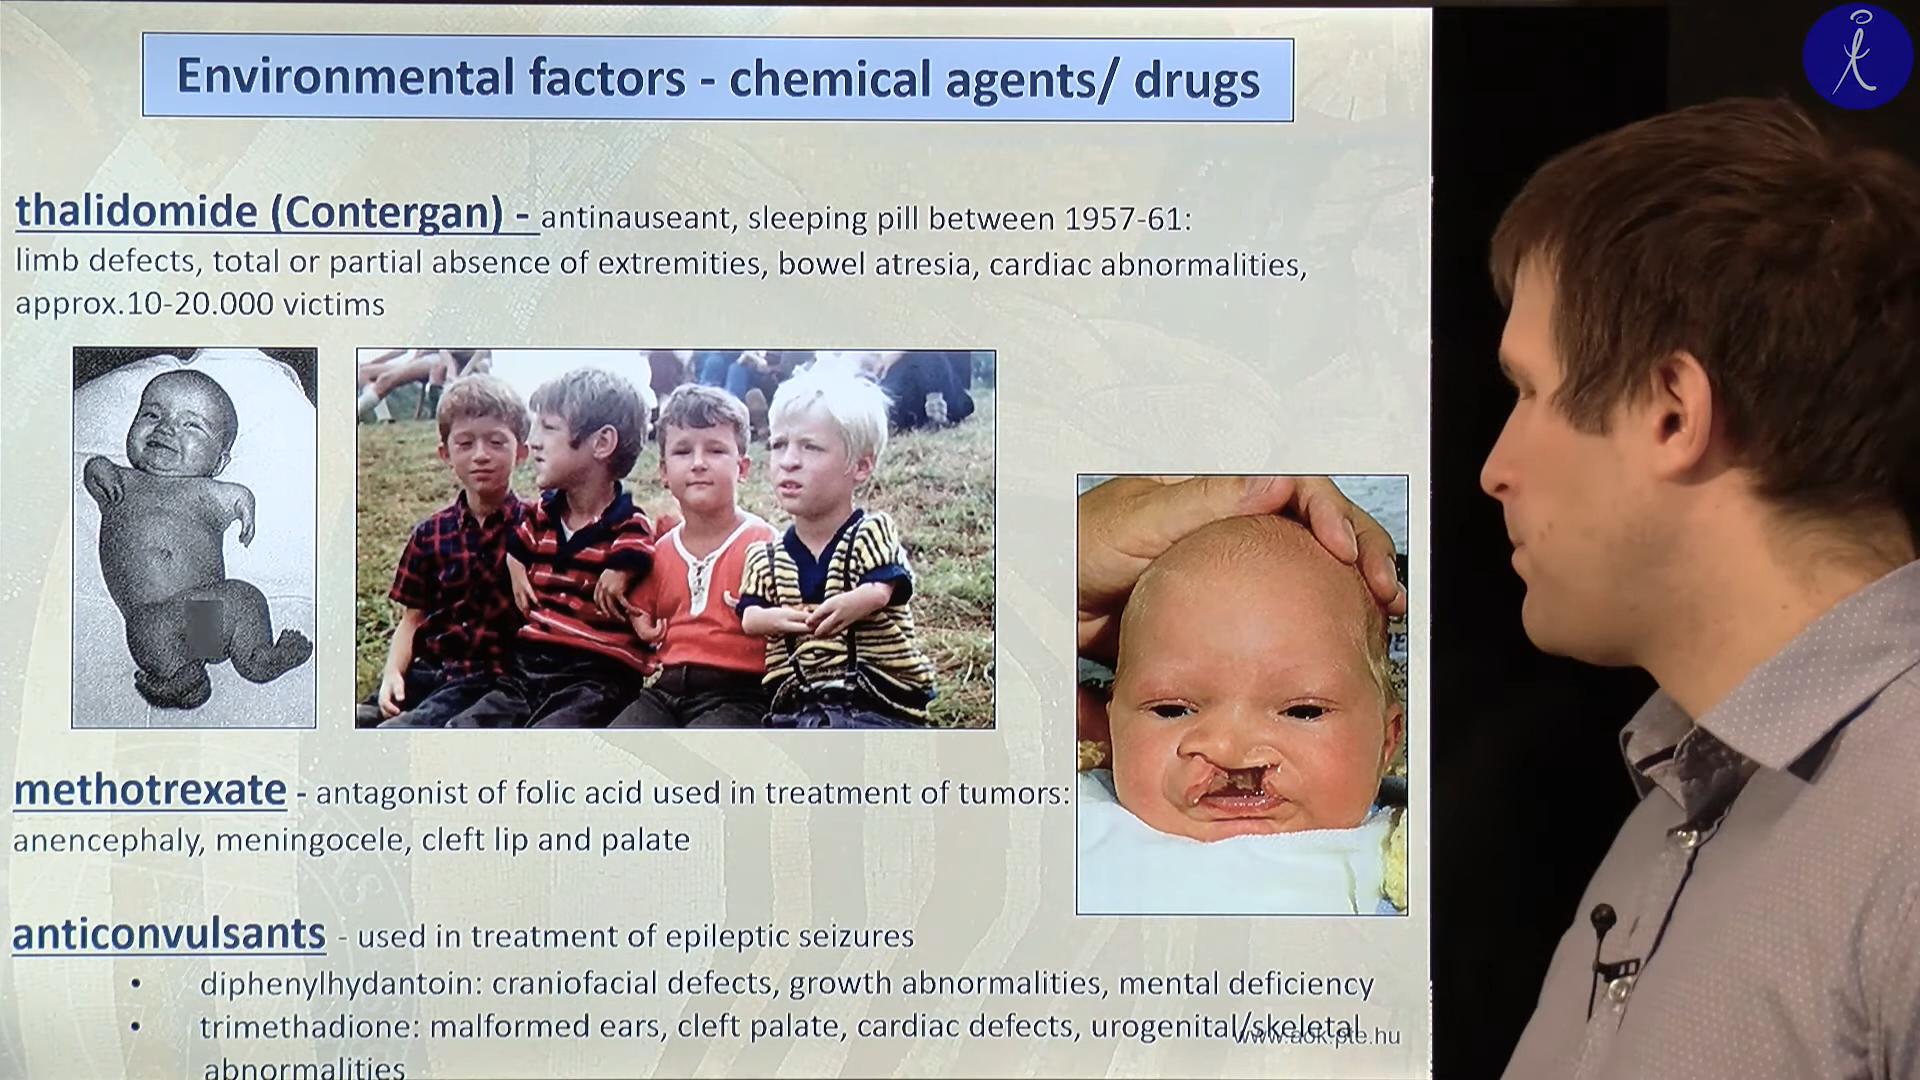 Environmental factors - chemical agents/ drugs
thalidomide (Contergan) - antinauseant, sleeping pill between 1957-61:
limb defects, total or partial absence of extremities, bowel atresia, cardiac abnormalities,
approx.10-20.000 victims
methotrexate - antagonist of folic acid used in treatment of tumors:
anencephaly, meningocele, cleft lip and palate
anticonvulsants - used in treatment of epileptic seizures
• diphenylhydantoin: craniofacial defects, growth abnormalities, mental deficiency
• trimethadione: malformed ears, cleft palate, cardiac defects, urogenital/skeletal
abnormalities
www.aok.pte.hu